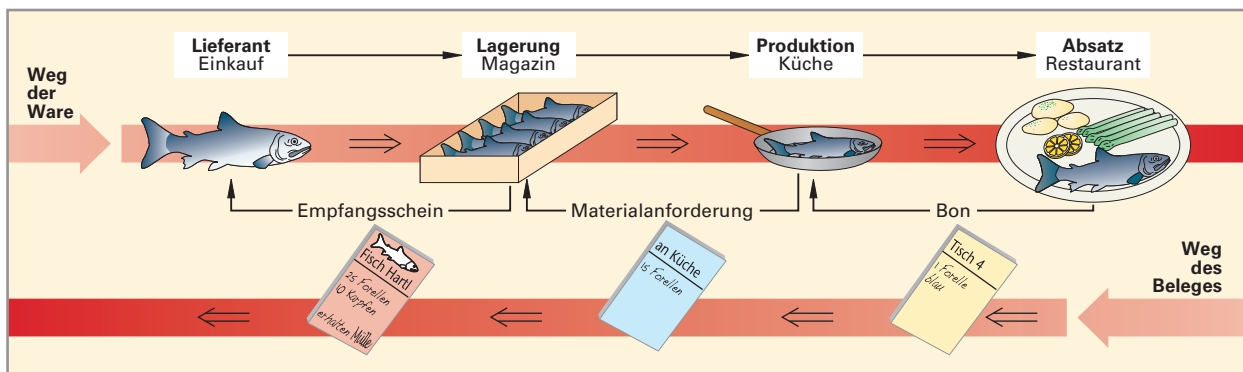 Lieferant
Einkauf
Lagerung
Magazin
Produktion
Küche
Absatz
Restaurant
Weg
der
Ware
Empfangsschein
Materialanforderung
Bon
Fisch Hartl
25 Forellen
10 Karpfen
erhalten Mülle
an Küche
15 Forellen
Tisch 4
1 Forelle
blau
Weg
des
Beleges